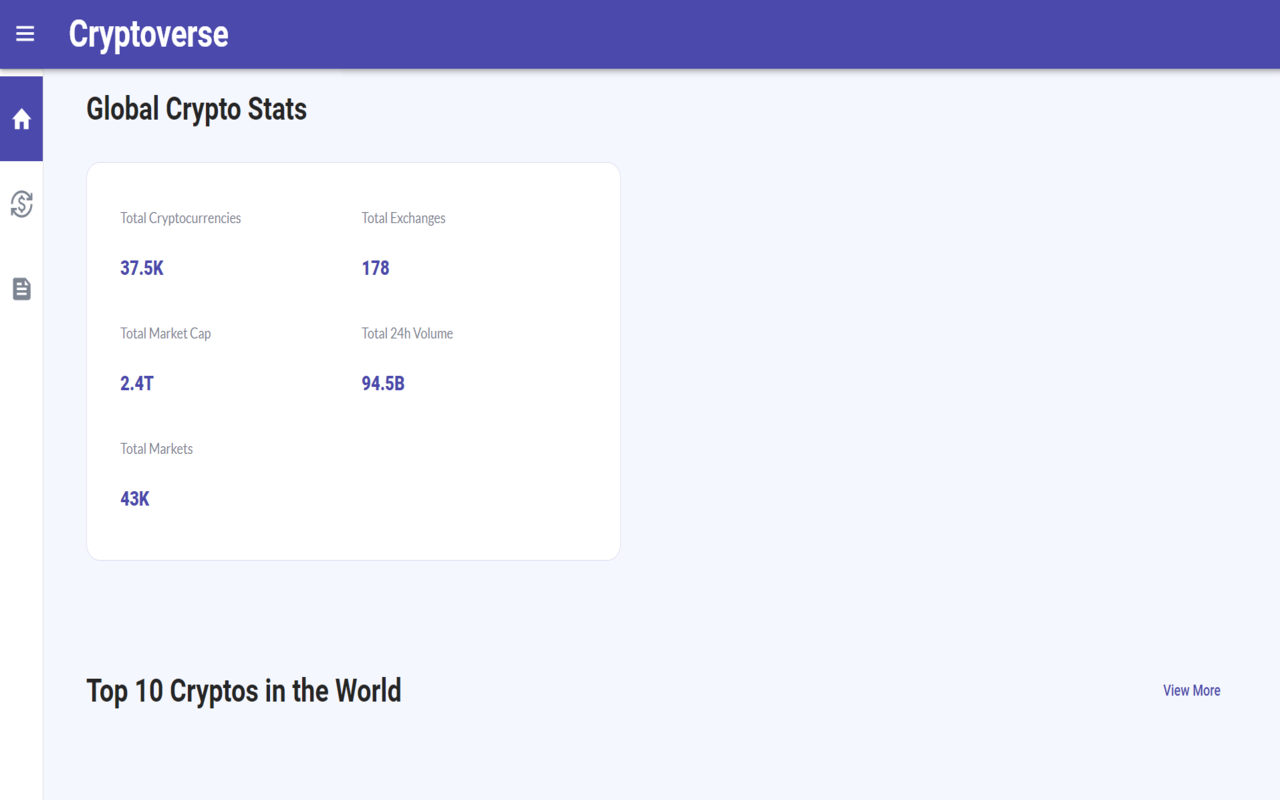 Cryptoverse
Global Crypto Stats
Total Cryptocurrencies
37.5K
Total Exchanges
178
Total Market Cap
2.4T
Total 24h Volume
94.5B
Total Markets
43K
Top 10 Cryptos in the World
View More